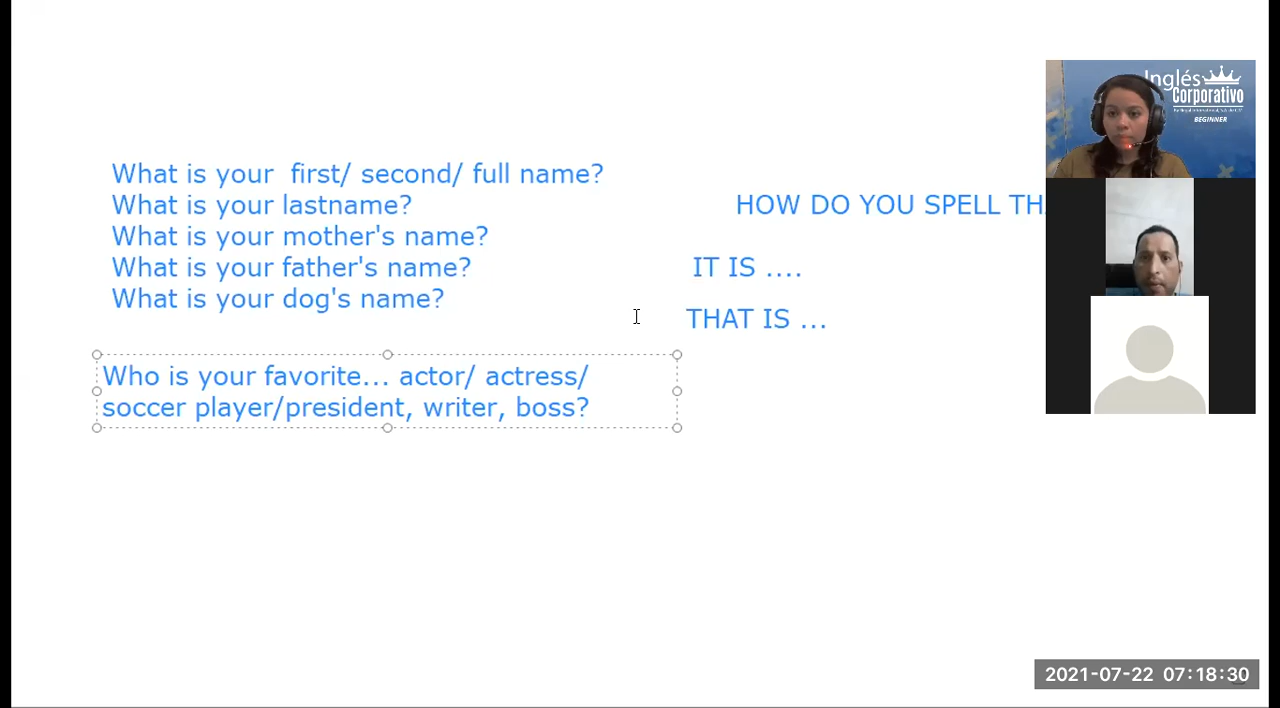 What is your  first/ second/ full name?
What is your lastname?
What is your mother's name?
What is your father's name?
What is your dog's name?
HOW DO YOU SPELL
IT IS ....
THAT IS ...
Who is your favorite... actor/ actress/
soccer player/president, writer, boss?
Inglés
Corporativo
BEGINNER
2021-07-22 07:18:30